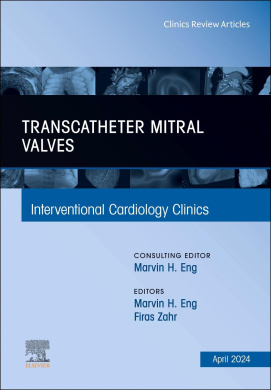 Clinics Review Articles
TRANSCATHETER MITRAL
VALVES
Interventional Cardiology Clinics
CONSULTING EDITOR
Marvin H. Eng
EDITORS
Marvin H. Eng
Firas Zahr
ELSEVIER
April 2024